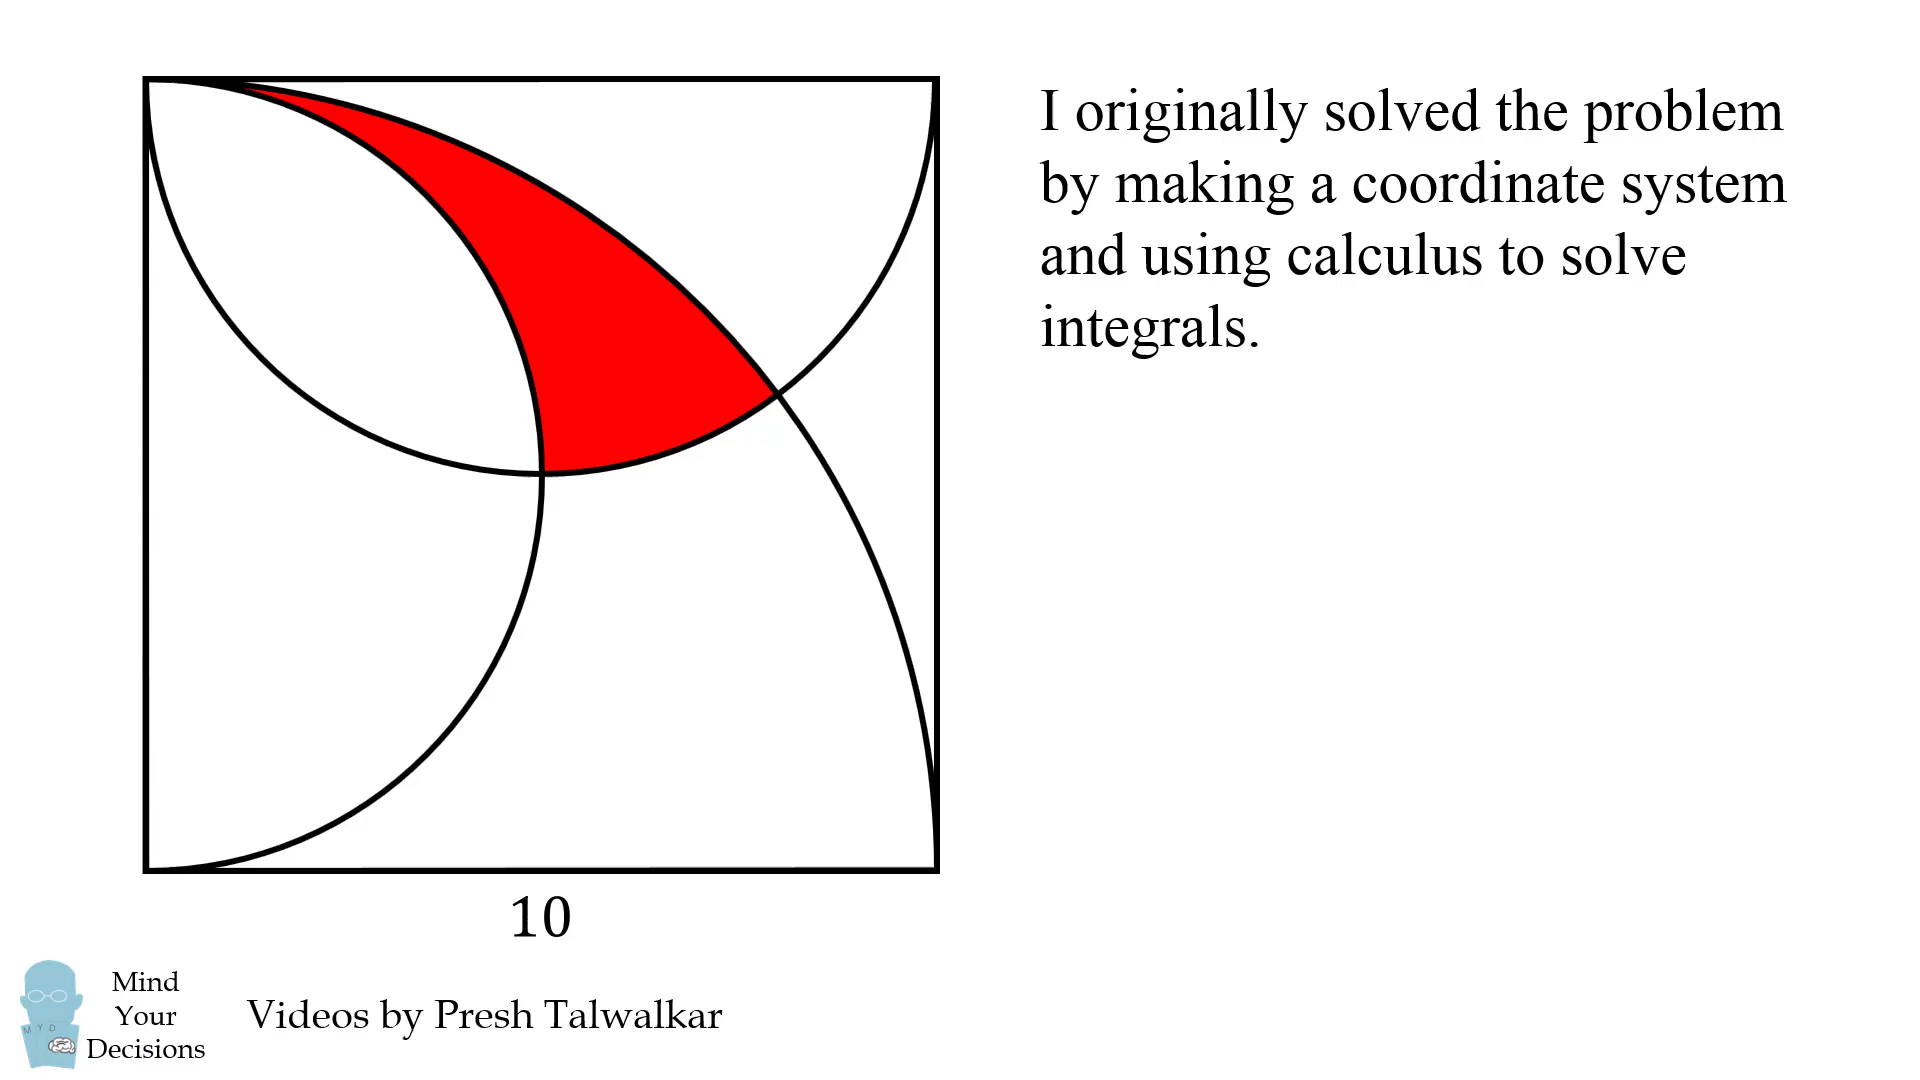 I originally solved the problem
by making a coordinate system
and using calculus to solve
integrals.
10
Mind
Your
Decisions
M Y D
Videos by Presh Talwalkar